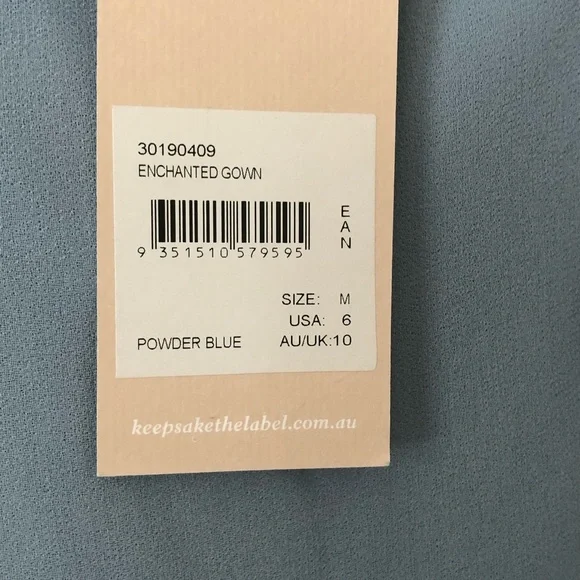 30190409
ENCHANTED GOWN
EAN
9 351510 579595
SIZE: M
USA: 6
POWDER BLUE AU/UK:10
keepsakethelabel.com.au